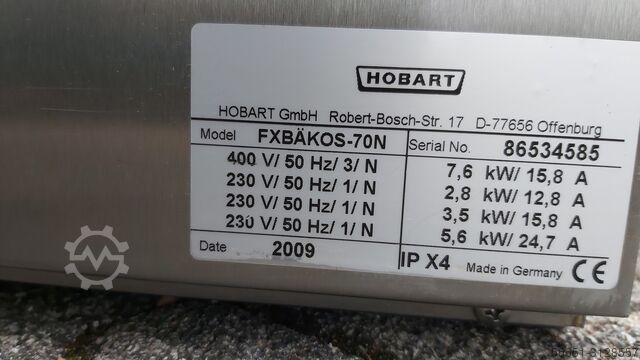 HOBART
HOBART GmbH Robert-Bosch-Str. 17 D-77656 Offenburg
Model FXBÄKOS-70N Serial No. 86534585
400 V/ 50 Hz/ 3/ N 7,6 kW/ 15,8 A
230 V/ 50 Hz/ 1/ N 2,8 kW/ 12,8 A
230 V/ 50 Hz/ 1/ N 3,5 kW/ 15,8 A
230 V/ 50 Hz/ 1/ N 5,6 kW/ 24,7 A
Date 2009 IP X4 Made in Germany CE